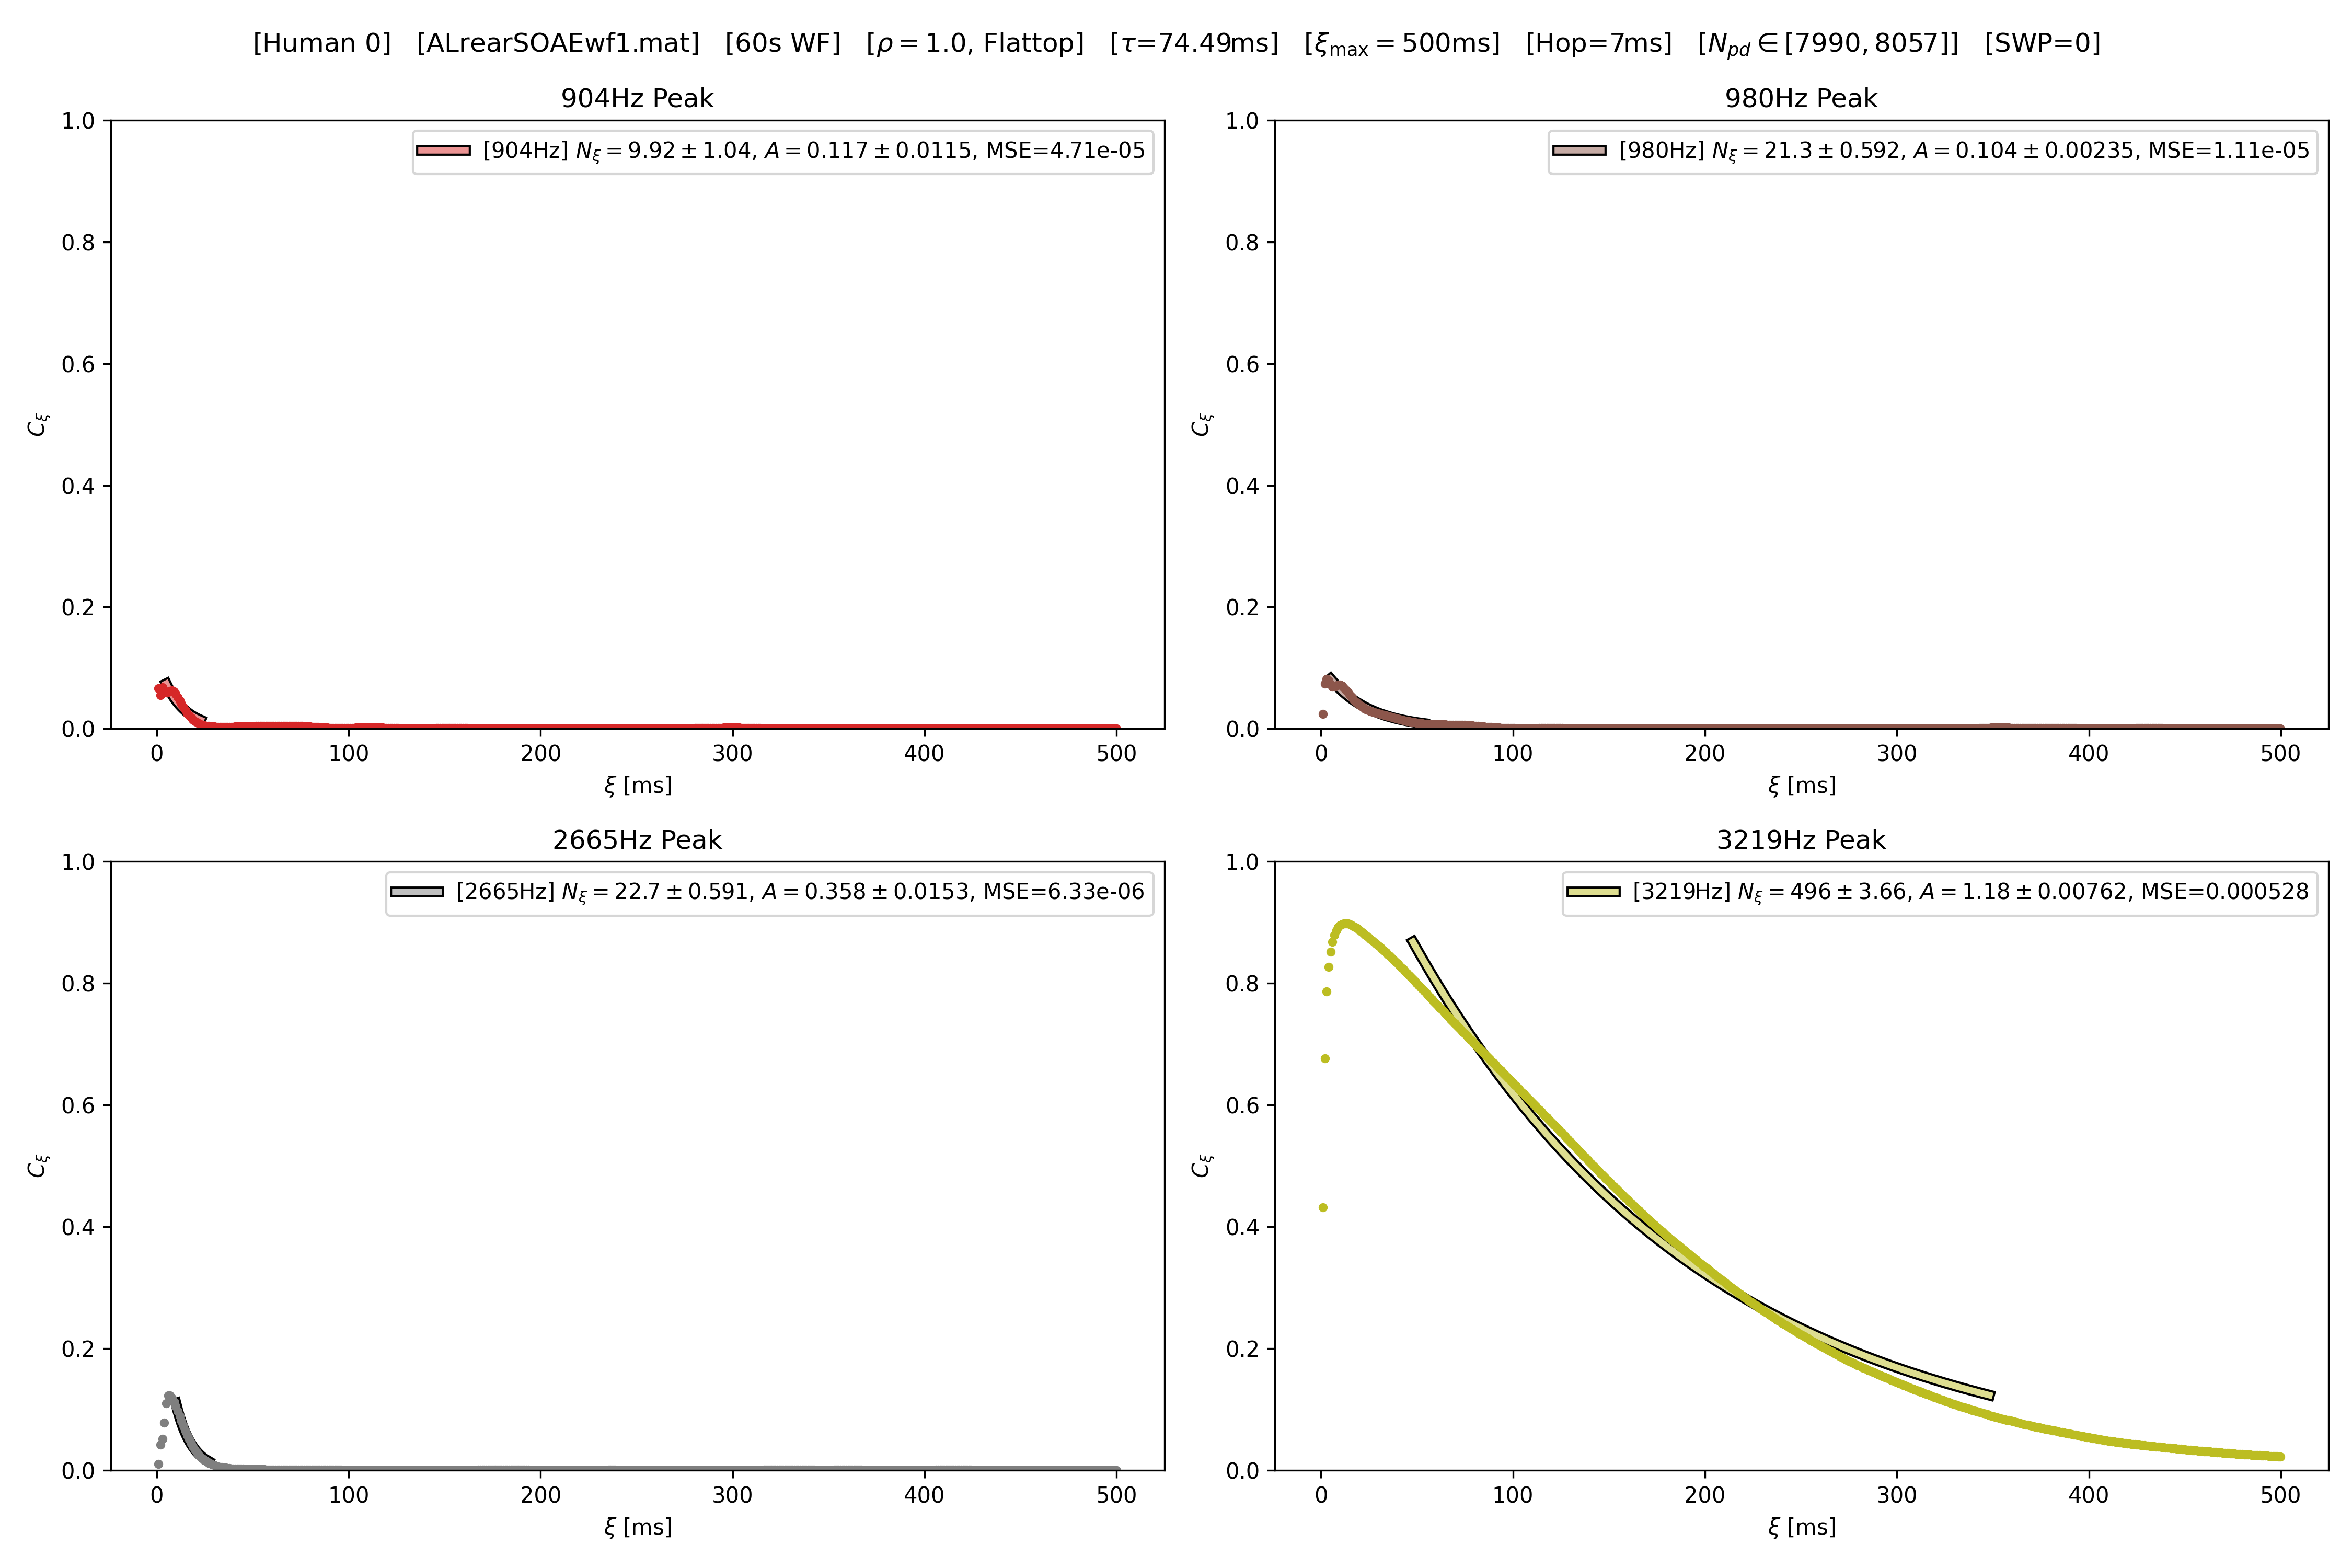 [Human 0] [ALrearSOAEwf1.mat] [60s WF] [ρ = 1.0, Flattop] [τ=74.49ms] [ξmax = 500ms] [Hop=7ms] [Npd ∈ [7990, 8057]] [SWP=0]
904Hz Peak
[904Hz] Nξ = 9.92 ± 1.04, A = 0.117 ± 0.0115, MSE=4.71e-05
1.0
0.8
0.6
0.4
0.2
0.0
Cξ
0 100 200 300 400 500
ξ [ms]
980Hz Peak
[980Hz] Nξ = 21.3 ± 0.592, A = 0.104 ± 0.00235, MSE=1.11e-05
1.0
0.8
0.6
0.4
0.2
0.0
Cξ
0 100 200 300 400 500
ξ [ms]
2665Hz Peak
[2665Hz] Nξ = 22.7 ± 0.591, A = 0.358 ± 0.0153, MSE=6.33e-06
1.0
0.8
0.6
0.4
0.2
0.0
Cξ
0 100 200 300 400 500
ξ [ms]
3219Hz Peak
[3219Hz] Nξ = 496 ± 3.66, A = 1.18 ± 0.00762, MSE=0.000528
1.0
0.8
0.6
0.4
0.2
0.0
Cξ
0 100 200 300 400 500
ξ [ms]